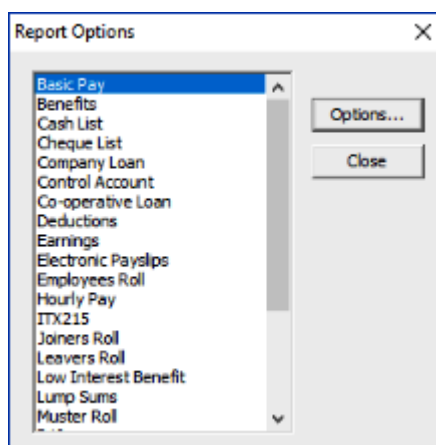 Report Options
Basic Pay
Benefits
Cash List
Cheque List
Company Loan
Control Account
Co-operative Loan
Deductions
Earnings
Electronic Payslips
Employees Roll
Hourly Pay
ITX215
Joiners Roll
Leavers Roll
Low Interest Benefit
Lump Sums
Muster Roll
Options...
Close